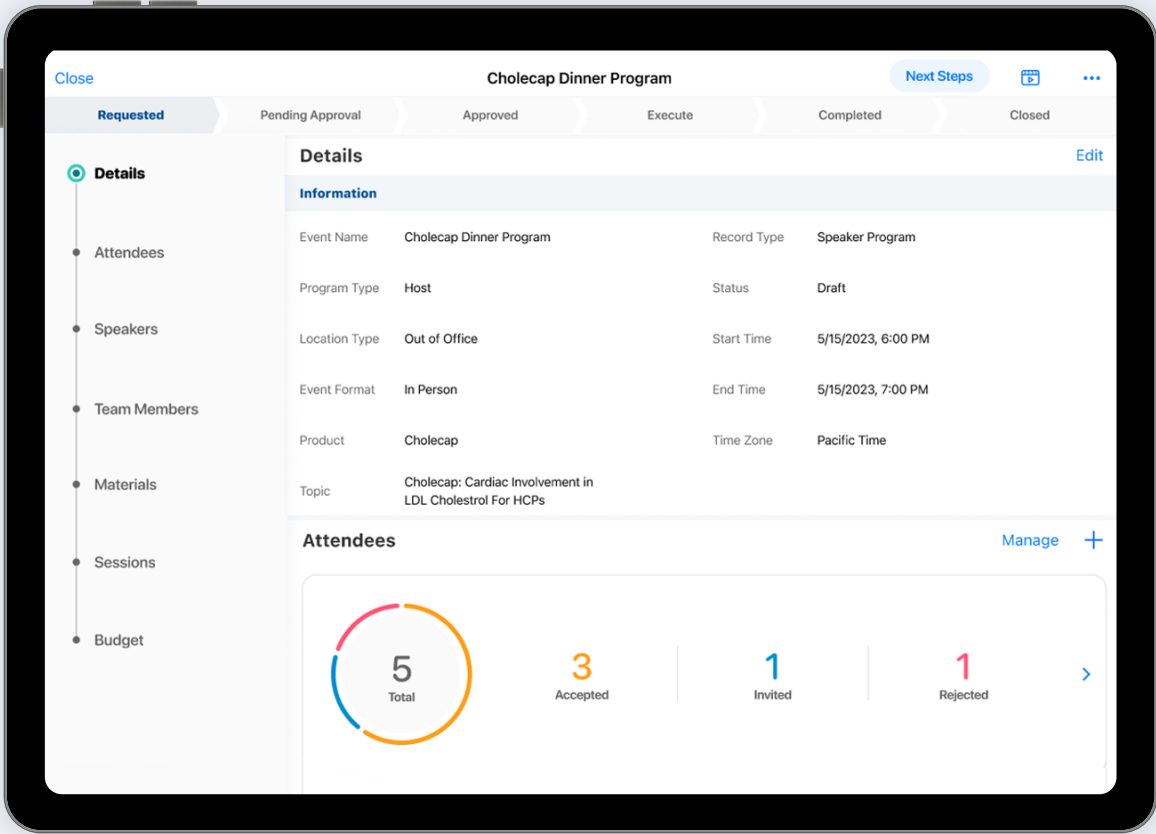 Close
Cholecap Dinner Program
Next Steps
Requested
Pending Approval
Approved
Execute
Completed
Closed
Details
Attendees
Speakers
Team Members
Materials
Sessions
Budget
Details
Edit
Information
Event Name Cholecap Dinner Program
Record Type Speaker Program
Program Type Host
Status Draft
Location Type Out of Office
Start Time 5/15/2023, 6:00 PM
Event Format In Person
End Time 5/15/2023, 7:00 PM
Product Cholecap
Time Zone Pacific Time
Topic
Cholecap: Cardiac Involvement in
LDL Cholestrol For HCPs
Attendees
Manage
5
Total
3
Accepted
1
Invited
1
Rejected